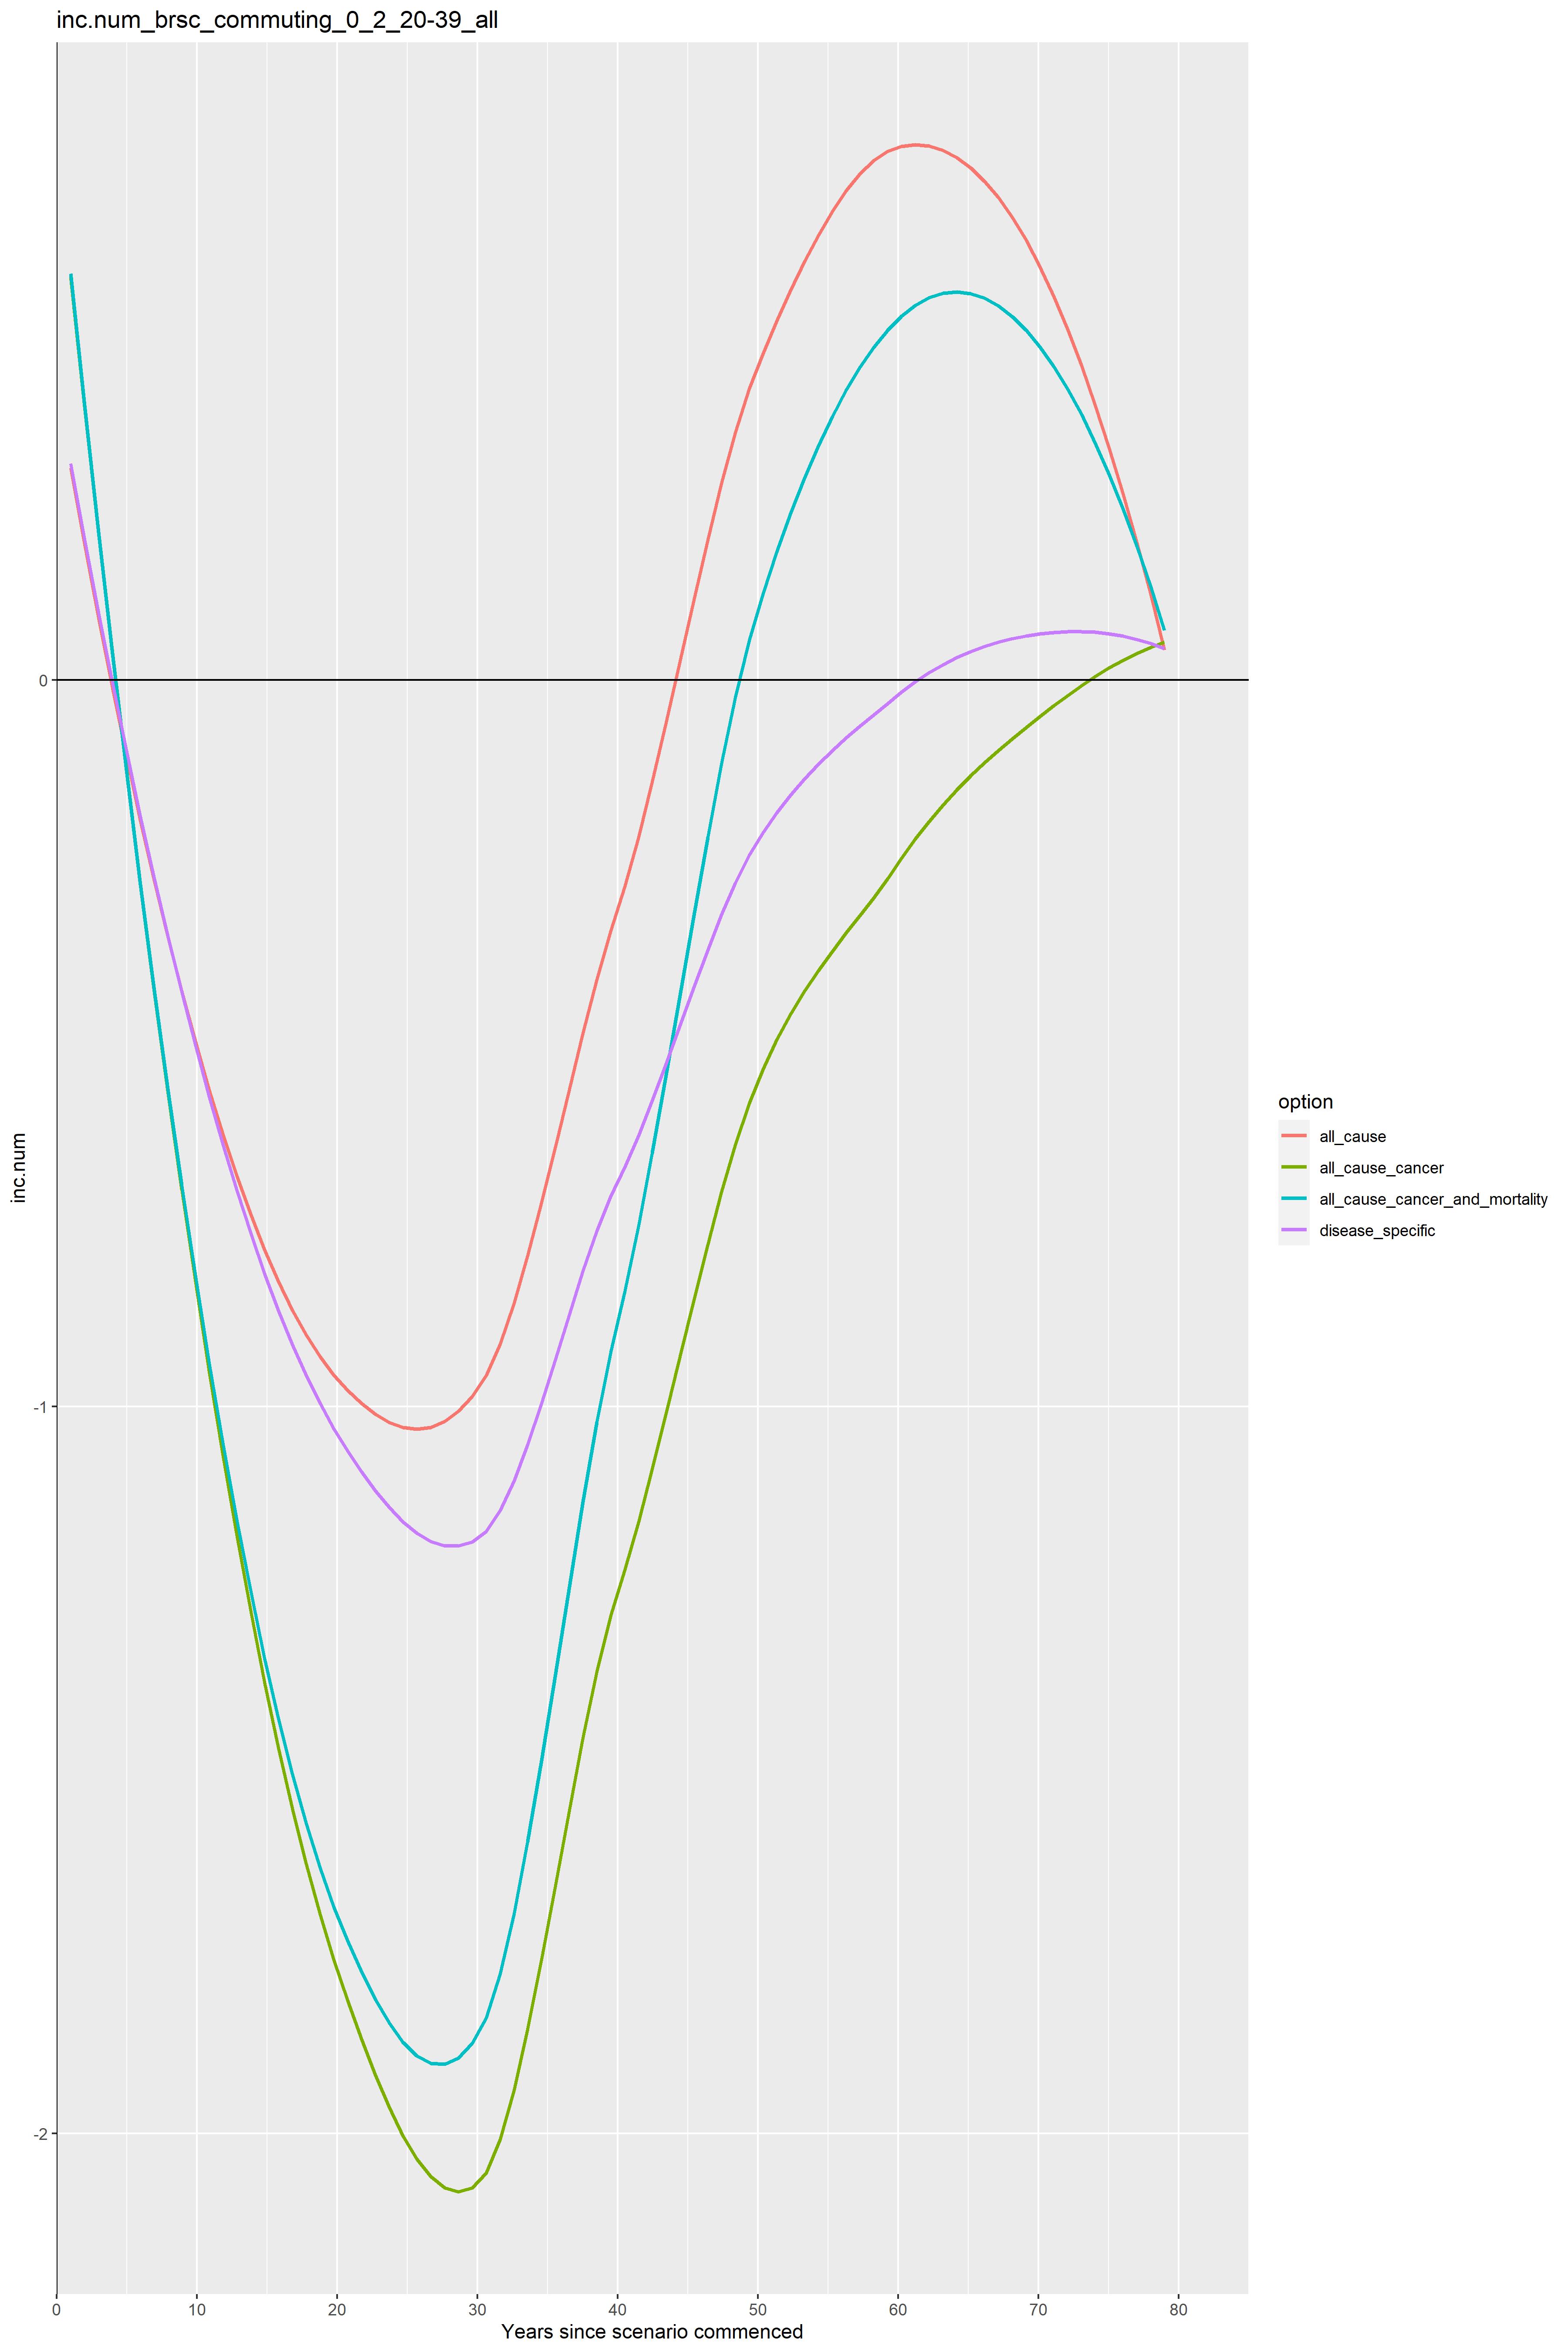 inc.num_brsc_commuting_0_2_20-39_all
inc.num
0
-1
-2
0 10 20 30 40 50 60 70 80
Years since scenario commenced
option
all_cause
all_cause_cancer
all_cause_cancer_and_mortality
disease_specific